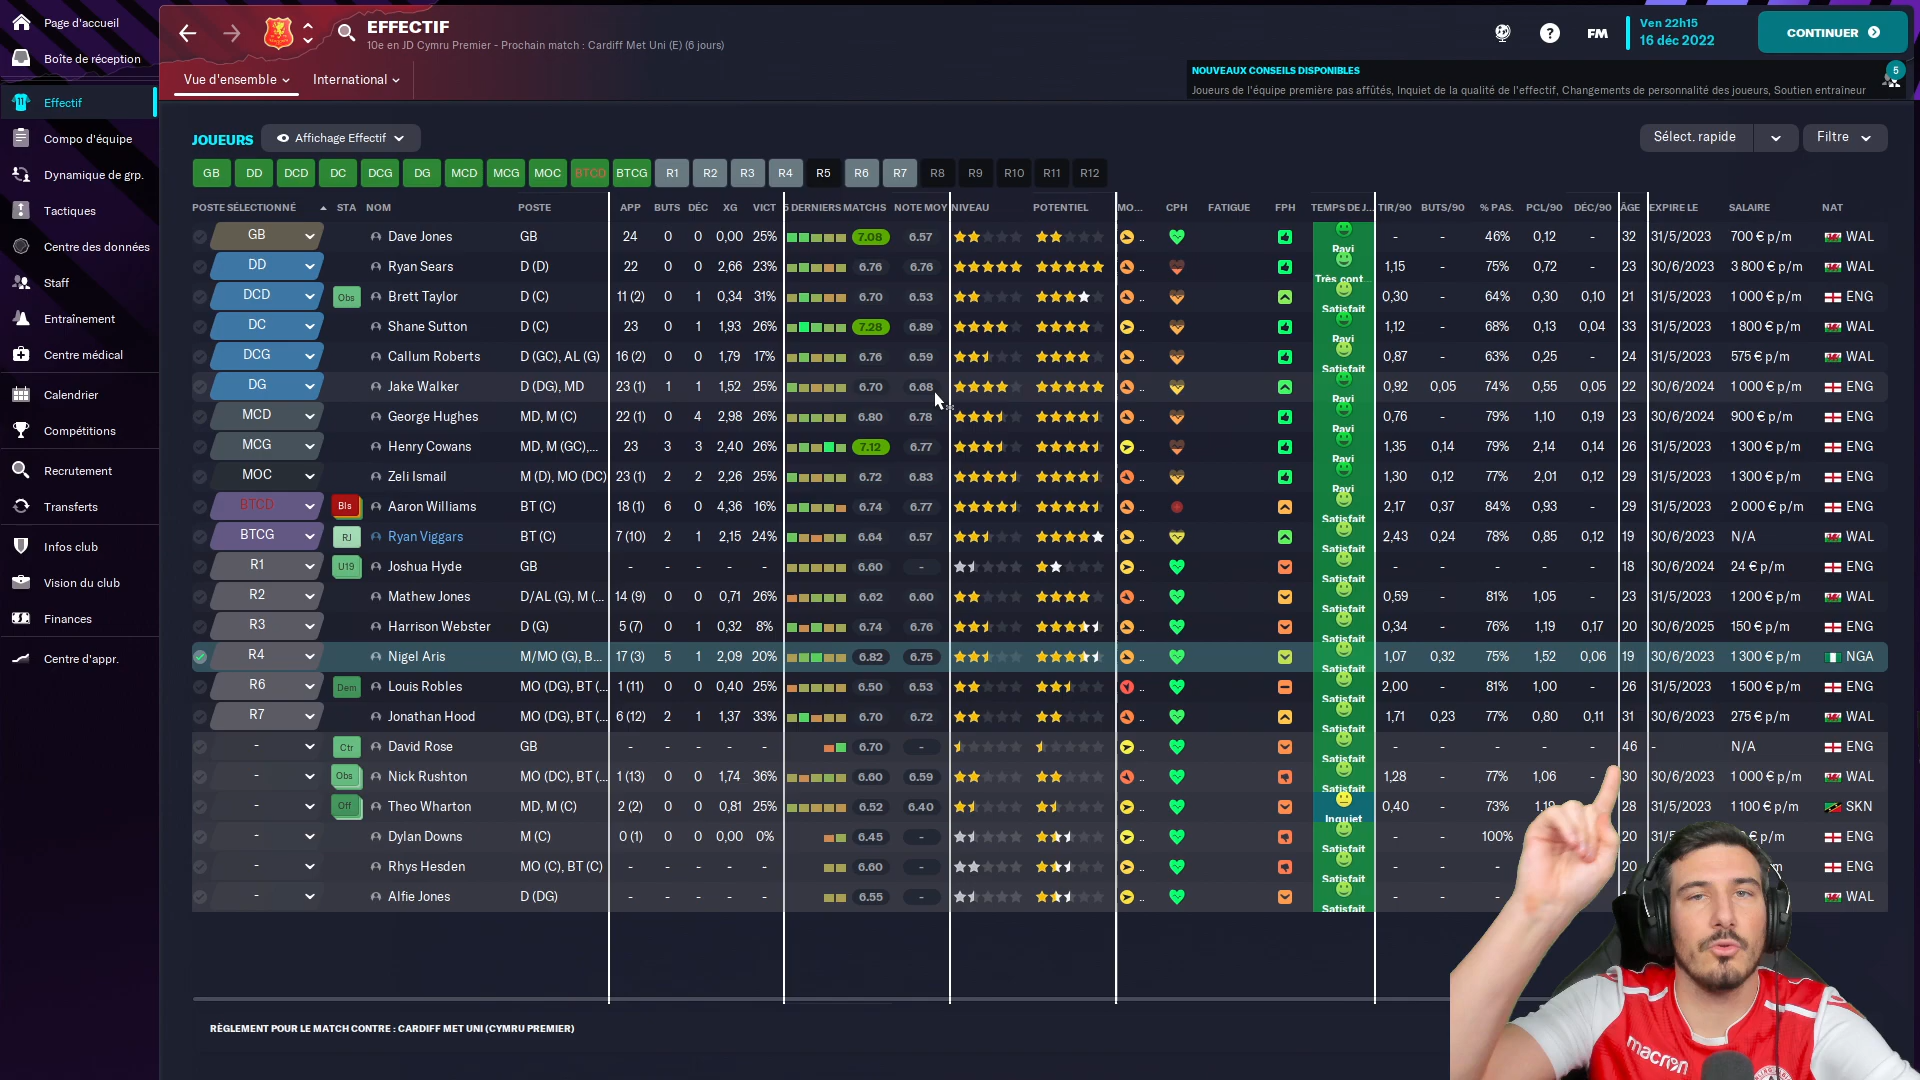 Page d'accueil
Boîte de réception
Effectif
Compo d'équipe
Dynamique de grp.
Tactiques
Centre des données
Staff
Entraînement
Centre médical
Calendrier
Compétitions
Recrutement
Transferts
Infos club
Vision du club
Finances
Centre d'appr.
EFFECTIF
10e en JD Cymru Premier - Prochain match : Cardiff Met Uni (E) (6 jours)
FM
Ven 22h15
16 déc 2022
CONTINUER
Vue d'ensemble
International
NOUVEAUX CONSEILS DISPONIBLES
Joueurs de l'équipe première pas affûtés, Inquiet de la qualité de l'effectif, Changements de personnalité des joueurs, Soutien entraîneur
5
JOUEURS
Affichage Effectif
Sélect. rapide
Filtre
GB DD DCD DC DCG DG MCD MCG MOC BTCD BTCG R1 R2 R3 R4 R5 R6 R7 R8 R9 R10 R11 R12
POSTE SÉLECTIONNÉ STA NOM POSTE APP BUTS DÉC XG VICT 5 DERNIERS MATCHS NOTE MOY NIVEAU POTENTIEL MO... CPH FATIGUE FPH TEMPS DE J... TIR/90 BUTS/90 % PAS. PCL/90 DÉC/90 ÂGE EXPIRE LE SALAIRE NAT
GB Dave Jones GB 24 0 0 0,00 25% 7.08 6.57 .. Ravi - - 46% 0,12 - 32 31/5/2023 700 € p/m WAL
DD Ryan Sears D (D) 22 0 0 2,66 23% 6.76 6.76 .. Très cont... 1,15 - 75% 0,72 - 23 30/6/2023 3 800 € p/m WAL
DCD Obs Brett Taylor D (C) 11 (2) 0 1 0,34 31% 6.70 6.53 .. Satisfait 0,30 - 64% 0,30 0,10 21 31/5/2023 1 000 € p/m ENG
DC Shane Sutton D (C) 23 0 1 1,93 26% 7.28 6.89 .. Ravi 1,12 - 68% 0,13 0,04 33 31/5/2023 1 800 € p/m WAL
DCG Callum Roberts D (GC), AL (G) 16 (2) 0 0 1,79 17% 6.76 6.59 .. Satisfait 0,87 - 63% 0,25 - 24 31/5/2023 575 € p/m WAL
DG Jake Walker D (DG), MD 23 (1) 1 1 1,52 25% 6.70 6.68 .. Ravi 0,92 0,05 74% 0,55 0,05 22 30/6/2024 1 000 € p/m ENG
MCD George Hughes MD, M (C) 22 (1) 0 4 2,98 26% 6.80 6.78 .. Ravi 0,76 - 79% 1,10 0,19 23 30/6/2024 900 € p/m ENG
MCG Henry Cowans MD, M (GC),... 23 3 3 2,40 26% 7.12 6.77 .. Ravi 1,35 0,14 79% 2,14 0,14 26 31/5/2023 1 300 € p/m ENG
MOC Zeli Ismail M (D), MO (DC) 23 (1) 2 2 2,26 25% 6.72 6.83 .. Ravi 1,30 0,12 77% 2,01 0,12 29 31/5/2023 1 300 € p/m ENG
BTCD Bls Aaron Williams BT (C) 18 (1) 6 0 4,36 16% 6.74 6.77 .. Satisfait 2,17 0,37 84% 0,93 - 29 31/5/2023 2 000 € p/m ENG
BTCG RJ Ryan Viggars BT (C) 7 (10) 2 1 2,15 24% 6.64 6.57 .. Satisfait 2,43 0,24 78% 0,85 0,12 19 30/6/2023 N/A WAL
R1 U19 Joshua Hyde GB - - - - - 6.60 - .. Satisfait - - - - - 18 30/6/2024 24 € p/m ENG
R2 Mathew Jones D/AL (G), M (... 14 (9) 0 0 0,71 26% 6.62 6.60 .. Satisfait 0,59 - 81% 1,05 - 23 31/5/2023 1 200 € p/m WAL
R3 Harrison Webster D (G) 5 (7) 0 1 0,32 8% 6.74 6.76 .. Satisfait 0,34 - 76% 1,19 0,17 20 30/6/2025 150 € p/m ENG
R4 Nigel Aris M/MO (G), B... 17 (3) 5 1 2,09 20% 6.82 6.75 .. Satisfait 1,07 0,32 75% 1,52 0,06 19 30/6/2023 1 300 € p/m NGA
R6 Dem Louis Robles MO (DG), BT (... 1 (11) 0 0 0,40 25% 6.50 6.53 .. Satisfait 2,00 - 81% 1,00 - 26 31/5/2023 1 500 € p/m ENG
R7 Jonathan Hood MO (DG), BT (... 6 (12) 2 1 1,37 33% 6.70 6.72 .. Satisfait 1,71 0,23 77% 0,80 0,11 31 31/5/2023 275 € p/m WAL
- Ctr David Rose GB - - - - - 6.70 - .. Satisfait - - - - - 46 - N/A ENG
- Obs Nick Rushton MO (DC), BT (... 1 (13) 0 0 1,74 36% 6.60 6.59 .. Satisfait 1,28 - 77% 1,06 - 30 30/6/2023 1 000 € p/m WAL
- Off Theo Wharton MD, M (C) 2 (2) 0 0 0,81 25% 6.52 6.40 .. Inquiet 0,40 - 73% 28 31/5/2023 1 100 € p/m SKN
- Dylan Downs M (C) 0 (1) 0 0 0,00 0% 6.45 - .. Satisfait - - 100% 20 € p/m ENG
- Rhys Hesden MO (C), BT (C) - - - - - 6.60 - .. Satisfait - - - 20 ENG
- Alfie Jones D (DG) - - - - - 6.55 - .. Satisfait - - - WAL
RÈGLEMENT POUR LE MATCH CONTRE : CARDIFF MET UNI (CYMRU PREMIER)
macron